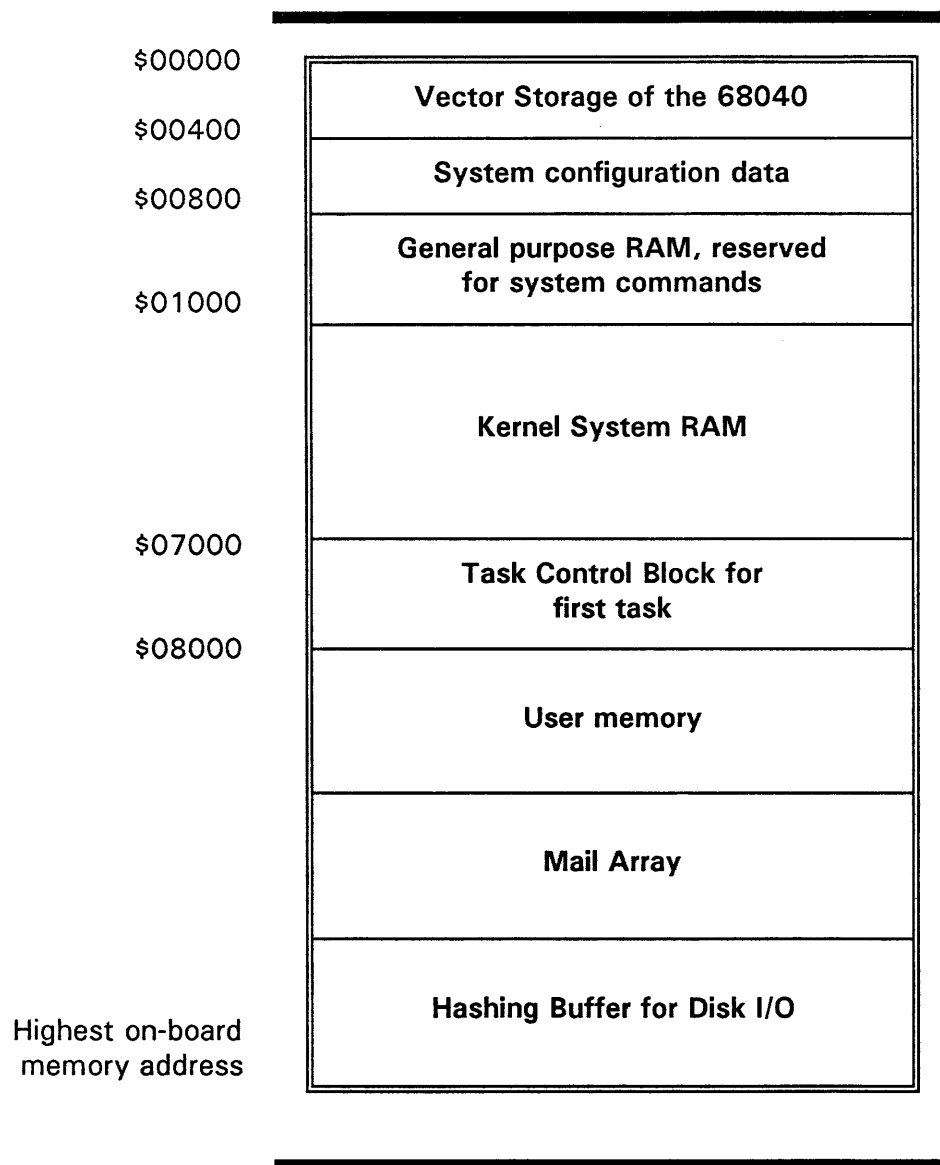 $00000
Vector Storage of the 68040
$00400
System configuration data
$00800
General purpose RAM, reserved
for system commands
$01000
Kernel System RAM
$07000
Task Control Block for
first task
$08000
User memory
Mail Array
Hashing Buffer for Disk I/O
Highest on-board
memory address